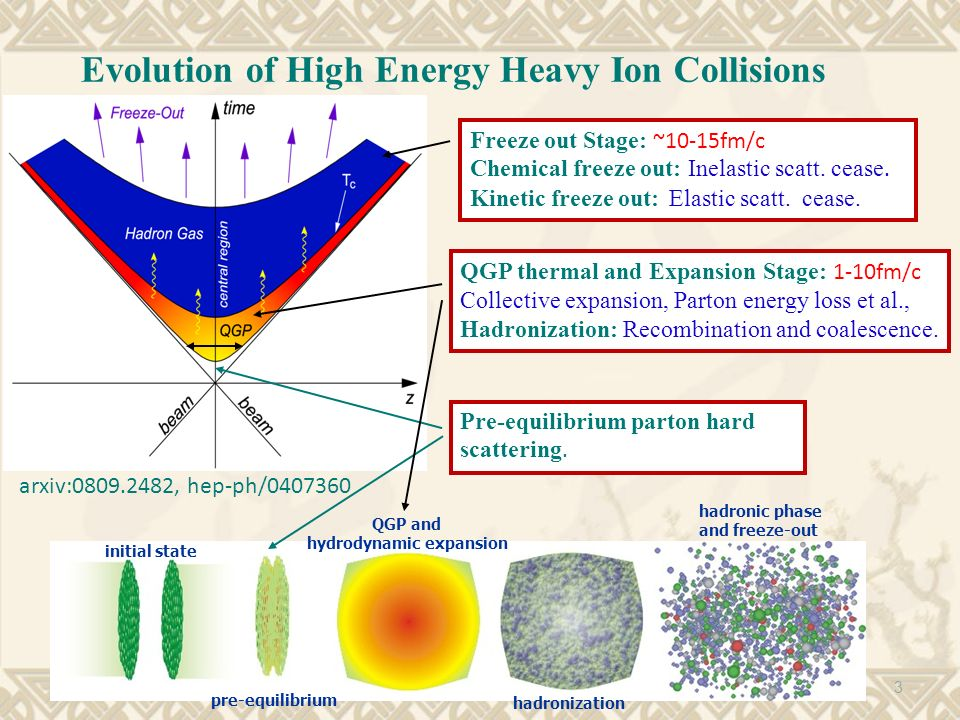 Evolution of High Energy Heavy Ion Collisions
Freeze-Out
time
T c
Hadron Gas
central region
QGP
z
beam
beam
arxiv:0809.2482, hep-ph/0407360
Freeze out Stage: ~10-15fm/c
Chemical freeze out: Inelastic scatt. cease.
Kinetic freeze out: Elastic scatt. cease.
QGP thermal and Expansion Stage: 1-10fm/c
Collective expansion, Parton energy loss et al.,
Hadronization: Recombination and coalescence.
Pre-equilibrium parton hard
scattering.
initial state
pre-equilibrium
QGP and
hydrodynamic expansion
hadronization
hadronic phase
and freeze-out
3